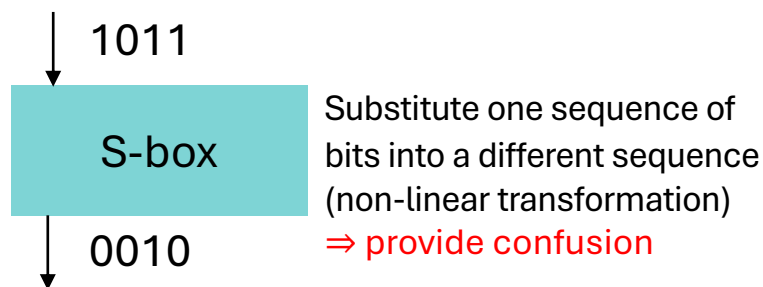 1011
S-box
Substitute one sequence of
bits into a different sequence
(non-linear transformation)
⇒ provide confusion
0010